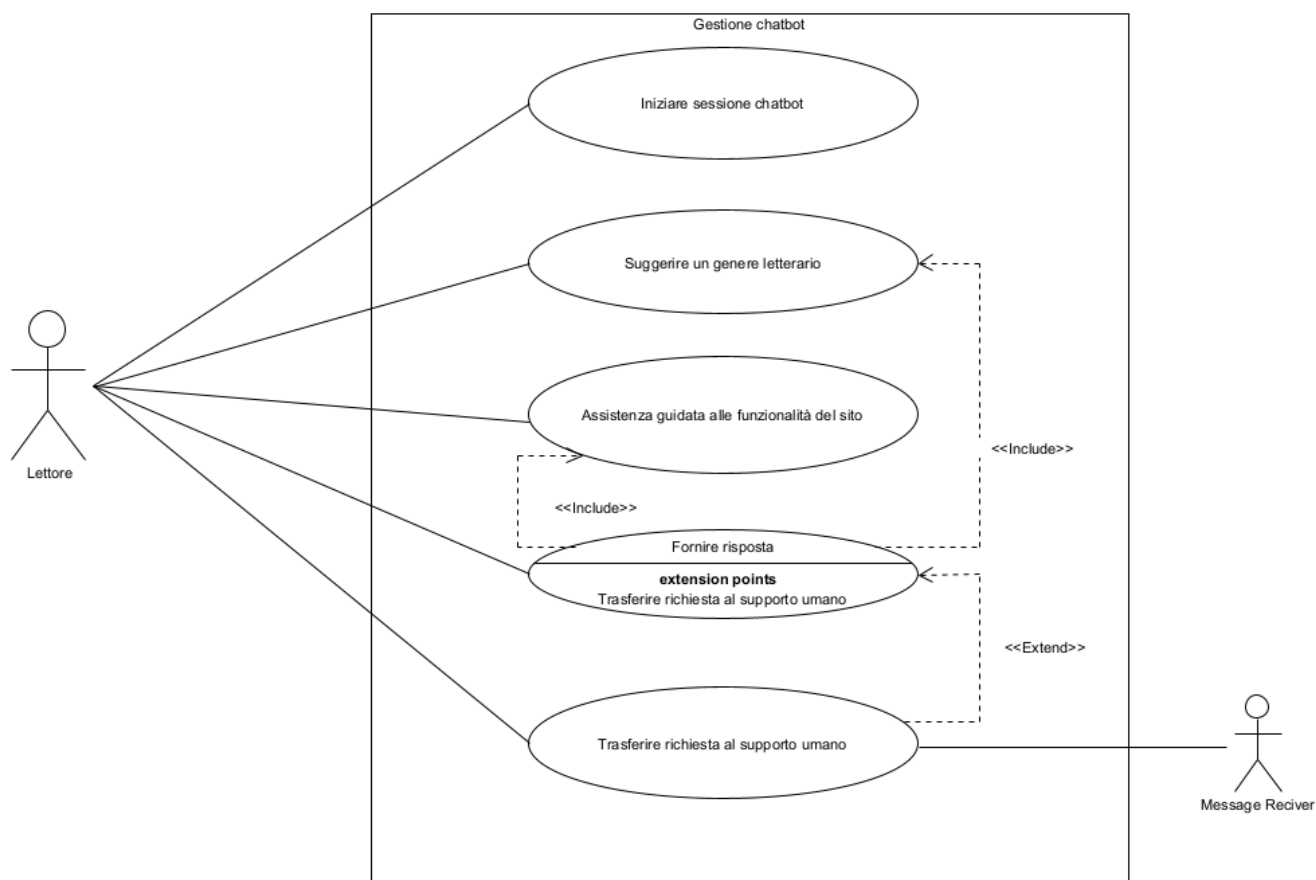 Gestione chatbot
Iniziare sessione chatbot
Suggerire un genere letterario
Assistenza guidata alle funzionalità del sito
Lettore
<<Include>>
<<Include>>
Fornire risposta
extension points
Trasferire richiesta al supporto umano
<<Extend>>
Trasferire richiesta al supporto umano
Message Reciver